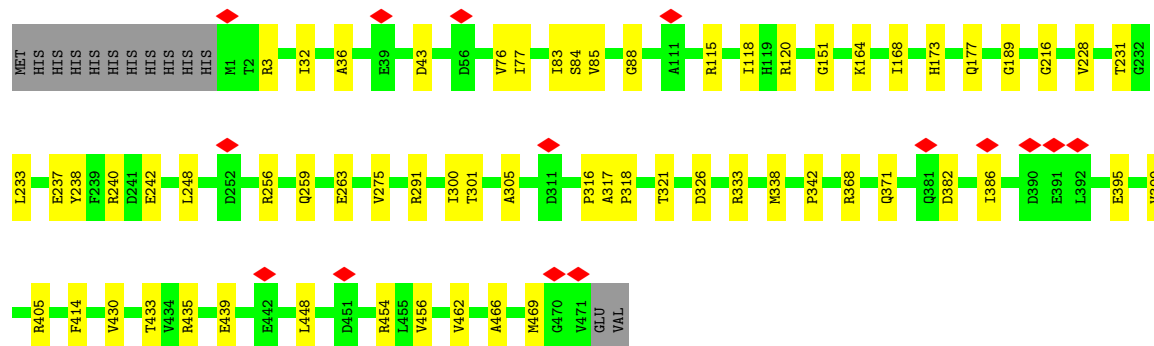 MET HIS HIS HIS HIS HIS HIS HIS HIS HIS HIS M1 T2 R3 I32 A36 E39 D43 D56 V76 I77 I83 S84 V85 G88 A111 R115 I118 H119 R120 G151 K164 I168 H173 Q177 G189 G216 V228 T231 G232
L233 E237 Y238 F239 R240 D241 E242 L248 D252 R256 Q259 E263 V275 R291 I300 T301 A305 D311 P316 A317 P318 T321 D326 R333 M338 P342 R368 Q371 Q381 D382 I386 D390 E391 L392 E395
R405 F414 V430 T433 V434 R435 E439 E442 L448 D451 R454 L455 V456 V462 A466 M469 G470 V471 GLU VAL